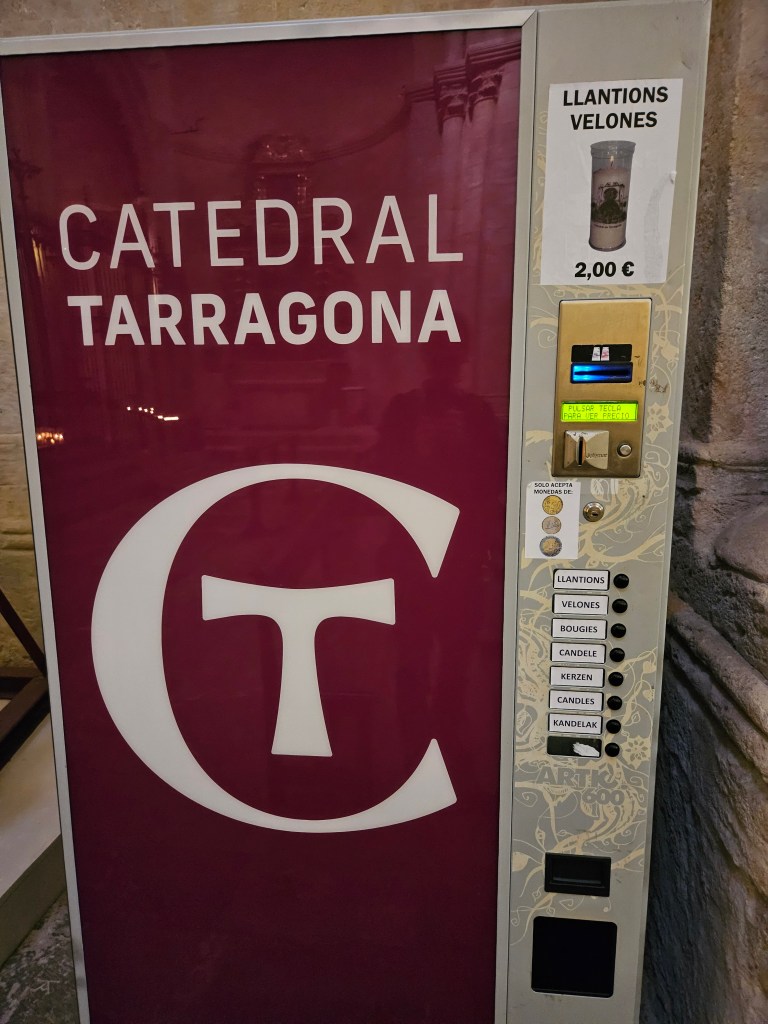 CATEDRAL
TARRAGONA
LLANTIONS
VELONES
2,00 €
PULSAR TECLA
PARA VER PRECIO
SOLO ACEPTA
MONEDAS DE:
LLANTIONS
VELONES
BOUGIES
CANDELE
KERZEN
CANDLES
KANDELAK